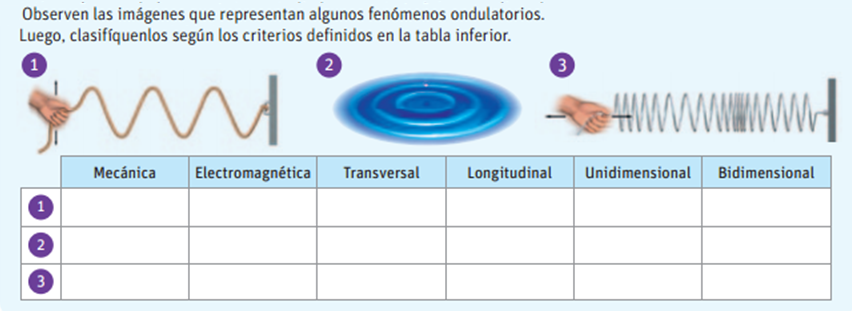 Observen las imágenes que representan algunos fenómenos ondulatorios.
Luego, clasifíquenlos según los criterios definidos en la tabla inferior.
1 2 3
Mecánica Electromagnética Transversal Longitudinal Unidimensional Bidimensional
1
2
3